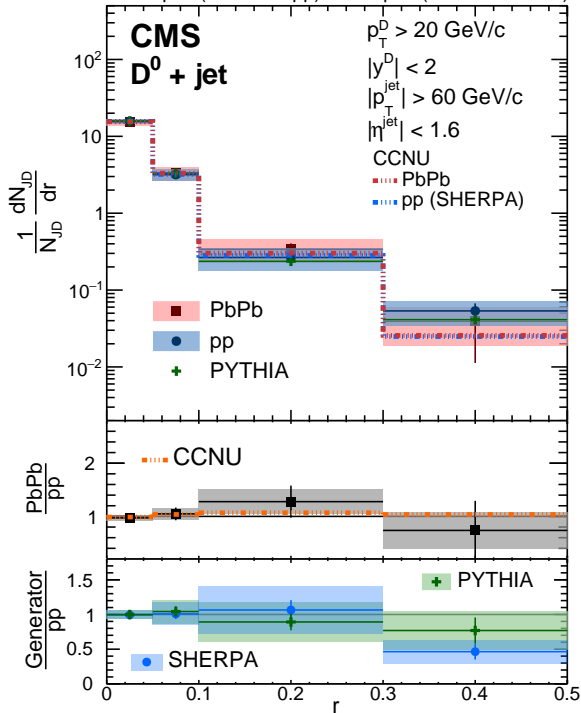 CMS
D⁰ + jet
p_T^D > 20 GeV/c
|y^D| < 2
|p_T^jet| > 60 GeV/c
|η^jet| < 1.6
CCNU
PbPb
pp (SHERPA)
10²
10
1
10⁻¹
10⁻²
1/N_JD dN_JD/dr
PbPb
pp
PYTHIA
PbPb/pp
2
1
CCNU
Generator/pp
1.5
1
0.5
0
PYTHIA
SHERPA
0 0.1 0.2 0.3 0.4 0.5
r